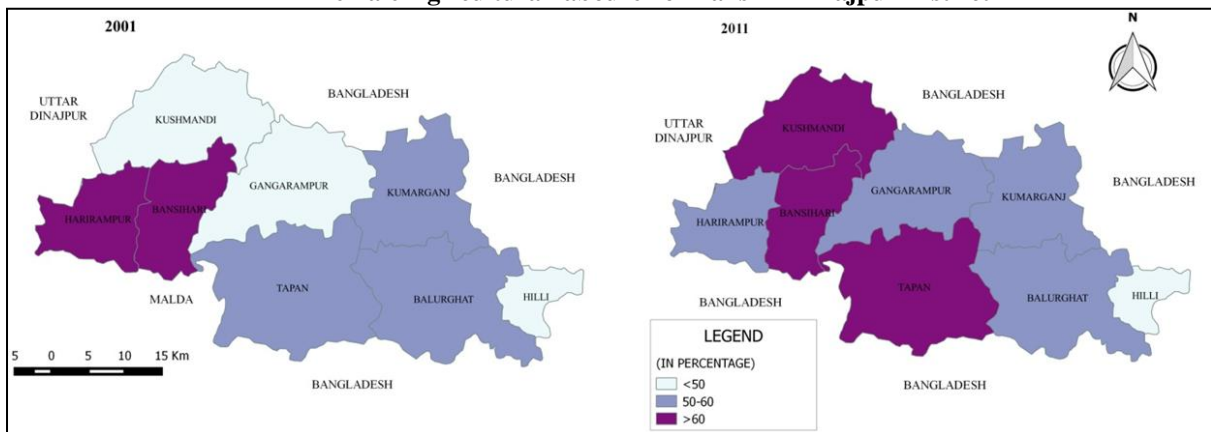 2001
UTTAR
DINAJPUR
BANGLADESH
KUSHMANDI
BANGLADESH
GANGARAMPUR
KUMARGANJ
HARIRAMPUR
BANSIHARI
MALDA
TAPAN
BALURGHAT
HILLI
5 0 5 10 15 Km
BANGLADESH
2011
N
UTTAR
DINAJPUR
BANGLADESH
KUSHMANDI
BANGLADESH
GANGARAMPUR
KUMARGANJ
HARIRAMPUR
BANSIHARI
BANGLADESH
TAPAN
BALURGHAT
HILLI
BANGLADESH
LEGEND
(IN PERCENTAGE)
<50
50-60
>60